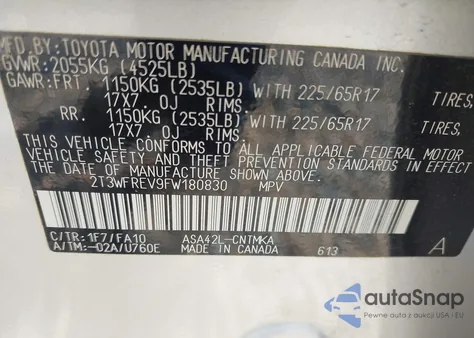 MFD.BY:TOYOTA MOTOR MANUFACTURING CANADA INC.
GVWR:2055KG (4525LB)
GAWR:FRT. 1150KG (2535LB) WITH 225/65R17 TIRES
17X7.0J RIMS.
RR. 1150KG (2535LB) WITH 225/65R17 TIRES,
17X7.0J RIMS.
THIS VEHICLE CONFORMS TO ALL APPLICABLE FEDERAL MOTOR
VEHICLE SAFETY AND THEFT PREVENTION STANDARDS IN EFFECT ON
THE DATE OF MANUFACTURE SHOWN ABOVE.
2T3WFREV9FW180830 MPV
C/TR:1F7/FA10 ASA42L-CNTMKA
A/TM:-02A/U760E MADE IN CANADA 613 A
autoSnap
Pewne auta z USA i EU